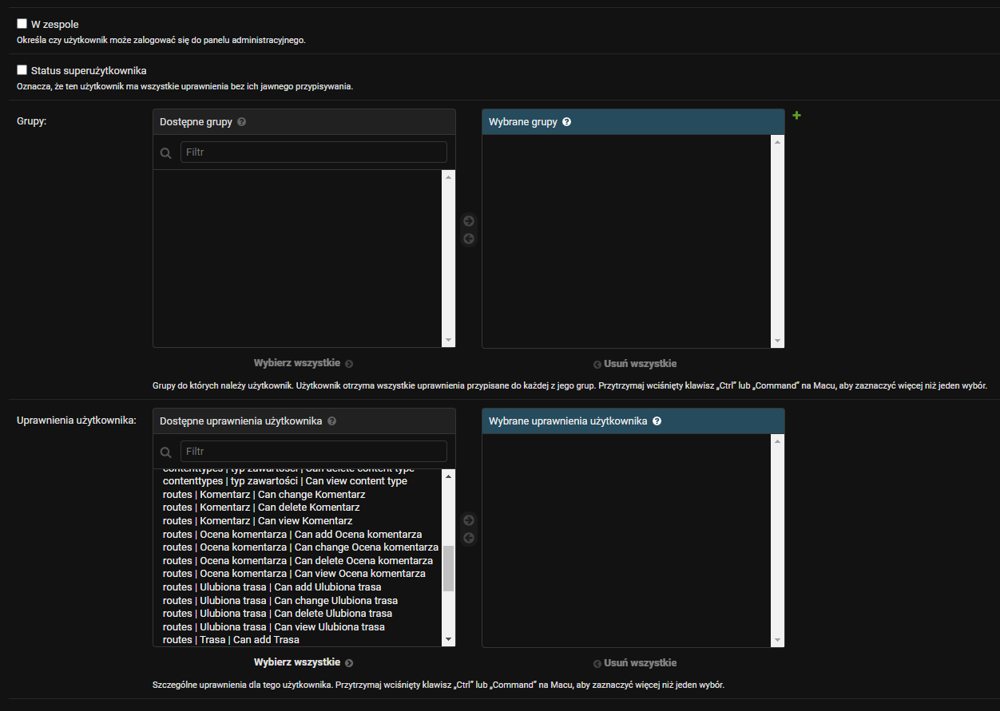 W zespole
Określa czy użytkownik może zalogować się do panelu administracyjnego.
Status superużytkownika
Oznacza, że ten użytkownik ma wszystkie uprawnienia bez ich jawnego przypisywania.
Grupy:
Dostępne grupy
Filtr
Wybierz wszystkie
Wybrane grupy
Usuń wszystkie
Grupy do których należy użytkownik. Użytkownik otrzyma wszystkie uprawnienia przypisane do każdej z jego grup. Przytrzymaj wciśnięty klawisz „Ctrl” lub „Command” na Macu, aby zaznaczyć więcej niż jeden wybór.
Uprawnienia użytkownika:
Dostępne uprawnienia użytkownika
Filtr
contenttypes | typ zawartości | Can delete content type
contenttypes | typ zawartości | Can view content type
routes | Komentarz | Can change Komentarz
routes | Komentarz | Can delete Komentarz
routes | Komentarz | Can view Komentarz
routes | Ocena komentarza | Can add Ocena komentarza
routes | Ocena komentarza | Can change Ocena komentarza
routes | Ocena komentarza | Can delete Ocena komentarza
routes | Ocena komentarza | Can view Ocena komentarza
routes | Ulubiona trasa | Can add Ulubiona trasa
routes | Ulubiona trasa | Can change Ulubiona trasa
routes | Ulubiona trasa | Can delete Ulubiona trasa
routes | Ulubiona trasa | Can view Ulubiona trasa
routes | Trasa | Can add Trasa
Wybierz wszystkie
Wybrane uprawnienia użytkownika
Usuń wszystkie
Szczególne uprawnienia dla tego użytkownika. Przytrzymaj wciśnięty klawisz „Ctrl” lub „Command” na Macu, aby zaznaczyć więcej niż jeden wybór.